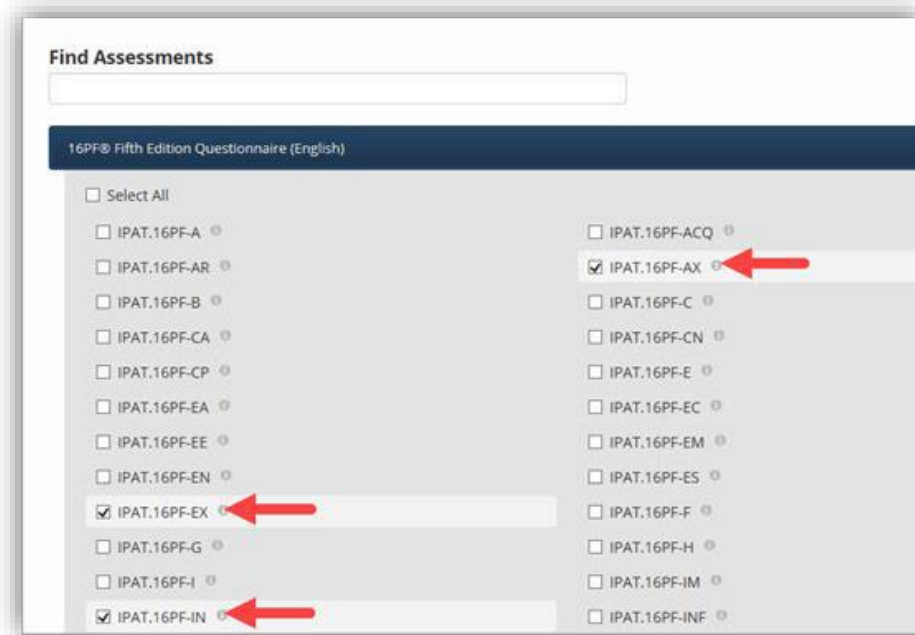 Find Assessments
16PF® Fifth Edition Questionnaire (English)
Select All
IPAT.16PF-A
IPAT.16PF-ACQ
IPAT.16PF-AR
IPAT.16PF-AX
IPAT.16PF-B
IPAT.16PF-C
IPAT.16PF-CA
IPAT.16PF-CN
IPAT.16PF-CP
IPAT.16PF-E
IPAT.16PF-EA
IPAT.16PF-EC
IPAT.16PF-EE
IPAT.16PF-EM
IPAT.16PF-EN
IPAT.16PF-ES
IPAT.16PF-EX
IPAT.16PF-F
IPAT.16PF-G
IPAT.16PF-H
IPAT.16PF-I
IPAT.16PF-IM
IPAT.16PF-IN
IPAT.16PF-INF